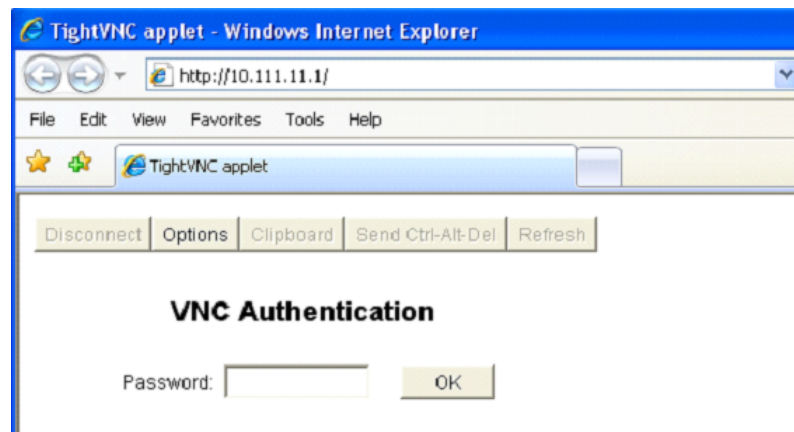 TightVNC applet - Windows Internet Explorer
http://10.111.11.1/
File Edit View Favorites Tools Help
TightVNC applet
Disconnect Options Clipboard Send Ctrl-Alt-Del Refresh
VNC Authentication
Password: OK